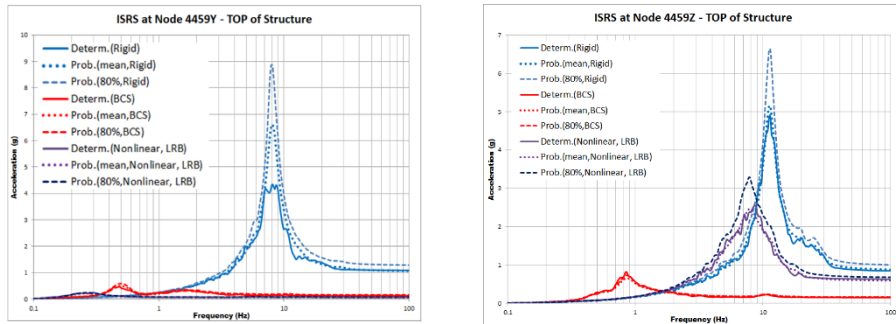 ISRS at Node 4459Y - TOP of Structure
10
9
8
7
6
5
4
3
2
1
0
Acceleration (g)
Determ.(Rigid)
Prob.(mean,Rigid)
Prob.(80%,Rigid)
Determ.(BCS)
Prob.(mean,BCS)
Prob.(80%,BCS)
Determ.(Nonlinear, LRB)
Prob.(mean,Nonlinear, LRB)
Prob.(80%,Nonlinear, LRB)
0.1 1 10 100
Frequency (Hz)
ISRS at Node 4459Z - TOP of Structure
7
6
5
4
3
2
1
0
Acceleration (g)
Determ.(Rigid)
Prob.(mean,Rigid)
Prob.(80%,Rigid)
Determ.(BCS)
Prob.(mean,BCS)
Prob.(80%,BCS)
Determ.(Nonlinear, LRB)
Prob.(mean,Nonlinear, LRB)
Prob.(80%,Nonlinear, LRB)
0.1 1 10 100
Frequency (Hz)